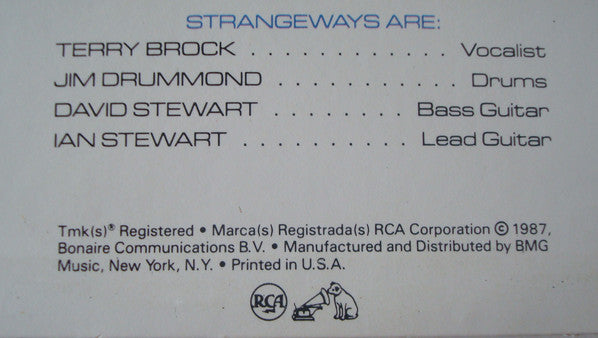 STRANGEWAYS ARE:
TERRY BROCK . . . . . . . . . . . . . Vocalist
JIM DRUMMOND . . . . . . . . . . . Drums
DAVID STEWART . . . . . . . . Bass Guitar
IAN STEWART . . . . . . . . . . Lead Guitar
Tmk(s)® Registered • Marca(s) Registrada(s) RCA Corporation © 1987,
Bonaire Communications B.V. • Manufactured and Distributed by BMG
Music, New York, N.Y. • Printed in U.S.A.
RCA